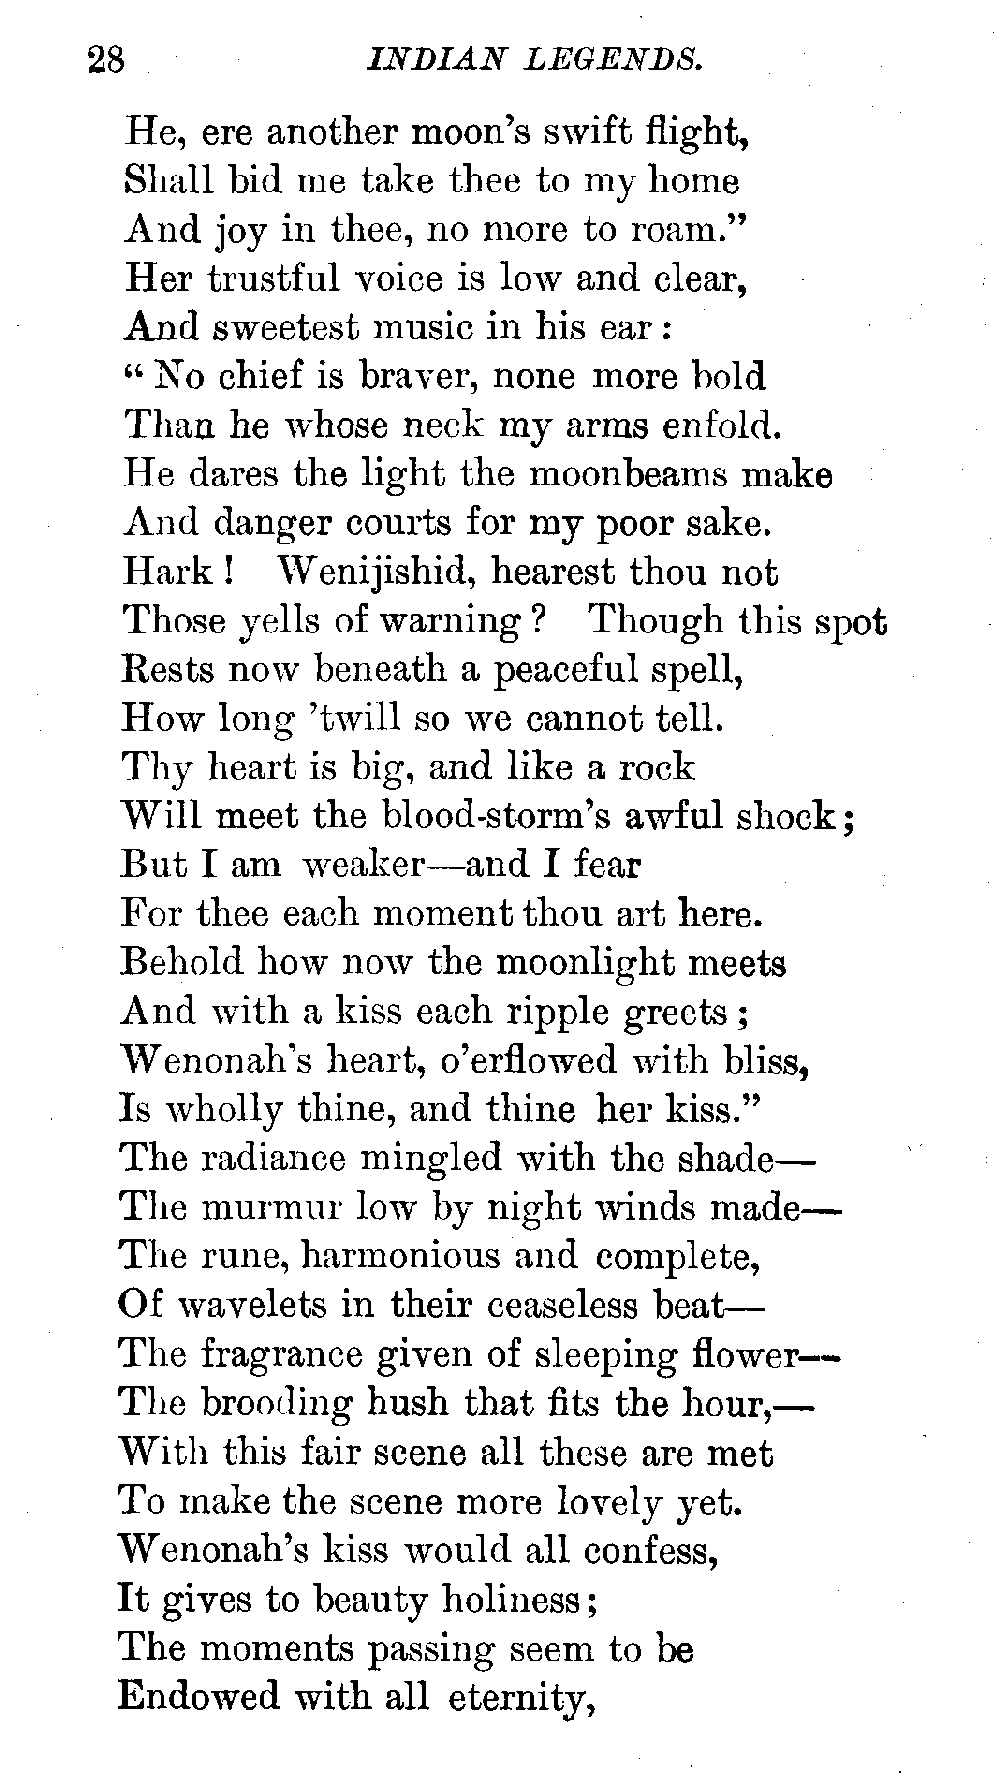 28 INDIAN LEGENDS.
He, ere another moon's swift flight,
Shall bid me take thee to my home
And joy in thee, no more to roam."
Her trustful voice is low and clear,
And sweetest music in his ear :
" No chief is braver, none more bold
Than he whose neck my arms enfold.
He dares the light the moonbeams make
And danger courts for my poor sake.
Hark ! Wenijishid, hearest thou not
Those yells of warning ? Though this spot
Rests now beneath a peaceful spell,
How long 'twill so we cannot tell.
Thy heart is big, and like a rock
Will meet the blood-storm's awful shock ;
But I am weaker—and I fear
For thee each moment thou art here.
Behold how now the moonlight meets
And with a kiss each ripple greets ;
Wenonah's heart, o'erflowed with bliss,
Is wholly thine, and thine her kiss."
The radiance mingled with the shade—
The murmur low by night winds made—
The rune, harmonious and complete,
Of wavelets in their ceaseless beat—
The fragrance given of sleeping flower—
The brooding hush that fits the hour,—
With this fair scene all these are met
To make the scene more lovely yet.
Wenonah's kiss would all confess,
It gives to beauty holiness ;
The moments passing seem to be
Endowed with all eternity,